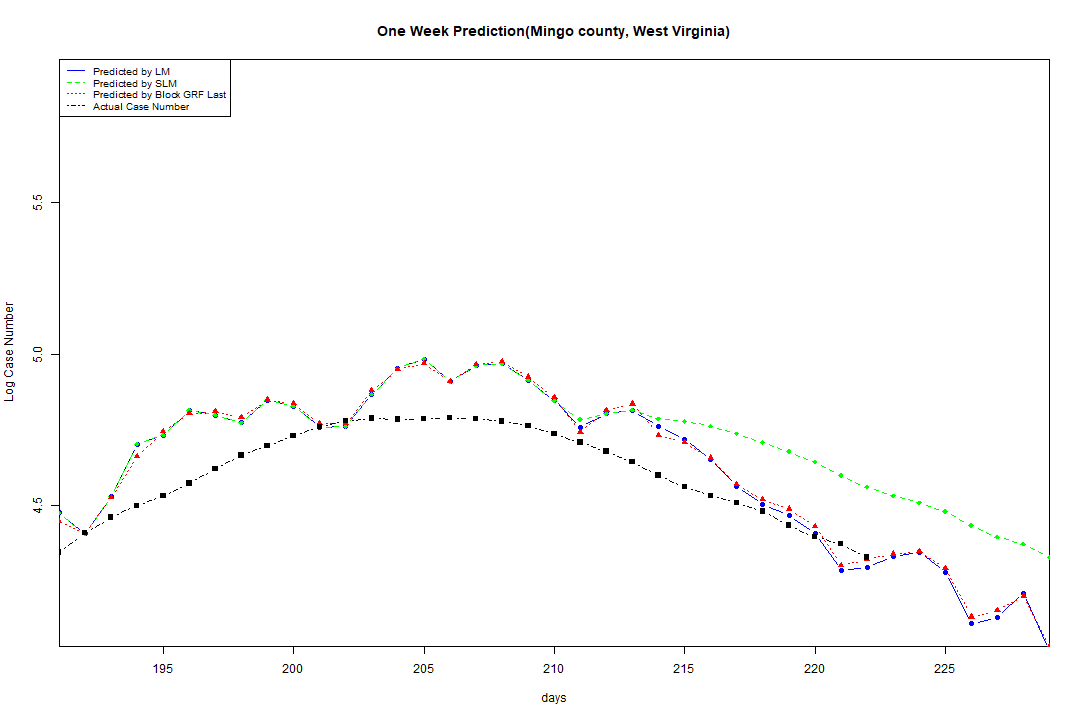 One Week Prediction(Mingo county, West Virginia)
Predicted by LM
Predicted by SLM
Predicted by Block GRF Last
Actual Case Number
5.5
5.0
4.5
Log Case Number
195 200 205 210 215 220 225
days